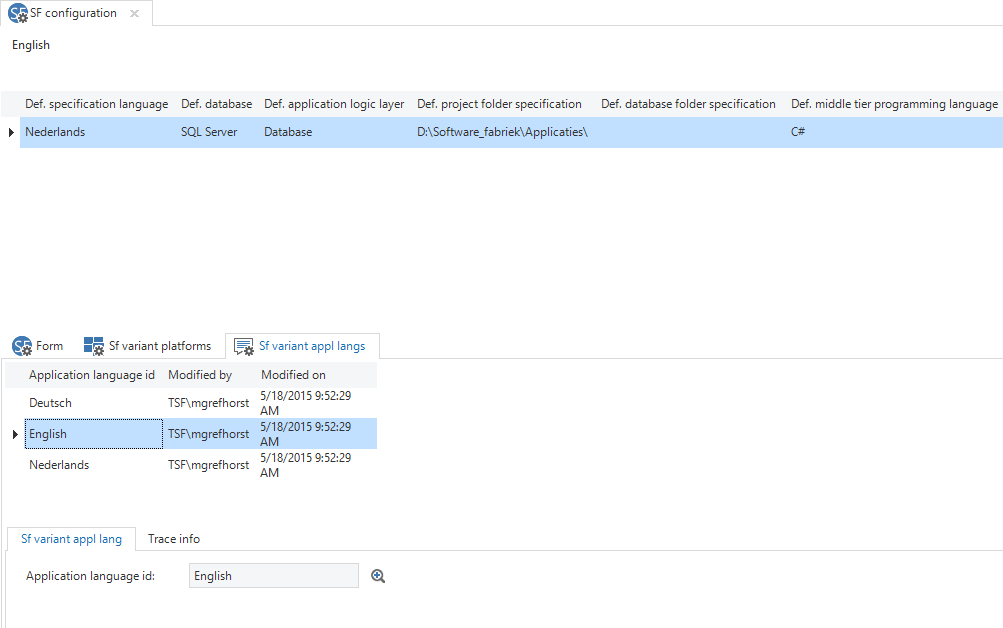 SF configuration
English
Def. specification language Def. database Def. application logic layer Def. project folder specification Def. database folder specification Def. middle tier programming language
Nederlands SQL Server Database D:\Software_fabriek\Applicaties\ C#
Form Sf variant platforms Sf variant appl langs
Application language id Modified by Modified on
Deutsch TSF\mgrefhorst 5/18/2015 9:52:29
AM
English TSF\mgrefhorst 5/18/2015 9:52:29
AM
Nederlands TSF\mgrefhorst 5/18/2015 9:52:29
AM
Sf variant appl lang Trace info
Application language id: English